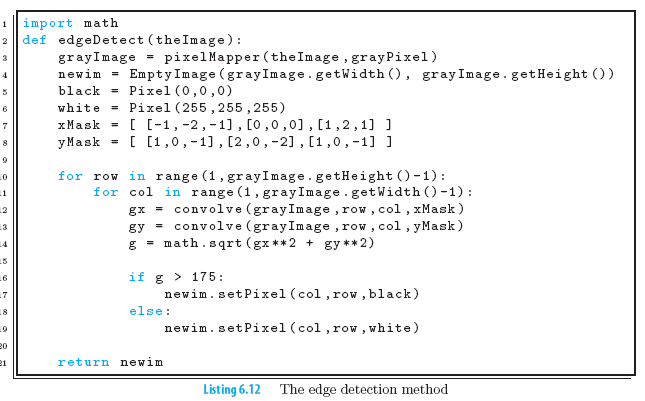 1 import math
2 def edgeDetect(theImage):
3     grayImage = pixelMapper(theImage,grayPixel)
4     newim = EmptyImage(grayImage.getWidth(), grayImage.getHeight())
5     black = Pixel(0,0,0)
6     white = Pixel(255,255,255)
7     xMask = [ [-1,-2,-1],[0,0,0],[1,2,1] ]
8     yMask = [ [1,0,-1],[2,0,-2],[1,0,-1] ]
9
10     for row in range(1,grayImage.getHeight()-1):
11         for col in range(1,grayImage.getWidth()-1):
12             gx = convolve(grayImage,row,col,xMask)
13             gy = convolve(grayImage,row,col,yMask)
14             g = math.sqrt(gx**2 + gy**2)
15
16             if g > 175:
17                 newim.setPixel(col,row,black)
18             else:
19                 newim.setPixel(col,row,white)
20
21     return newim
Listing 6.12 The edge detection method